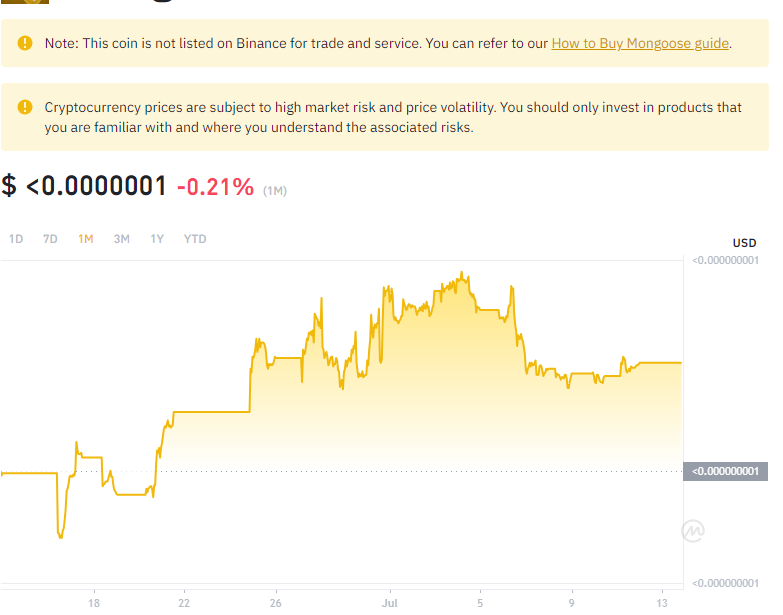 Note: This coin is not listed on Binance for trade and service. You can refer to our How to Buy Mongoose guide.
Cryptocurrency prices are subject to high market risk and price volatility. You should only invest in products that
you are familiar with and where you understand the associated risks.
$ <0.0000001 -0.21% (1M)
1D 7D 1M 3M 1Y YTD
USD
<0.000000001
<0.000000001
<0.000000001
18 22 26 Jul 5 9 13